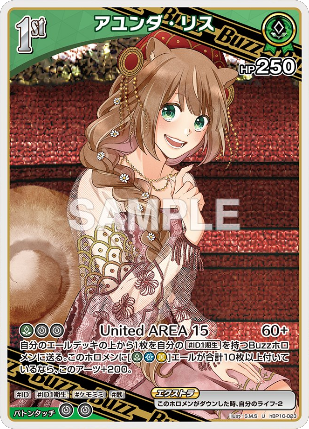 1st
アユンダ・リス
Buzz
HP250
SAMPLE
United AREA 15 60+
自分のエールデッキの上から1枚を自分の#ID1期生を持つBuzzホロ
メンに送る。このホロメンに[ ]エールが合計10枚以上付いて
いるなら、このアーツ+200。
#ID #ID1期生 #ケモミミ #歌
エクストラ
このホロメンがダウンした時、自分のライフ-2
バトンタッチ
Illust. S.M.S U hBP10-023